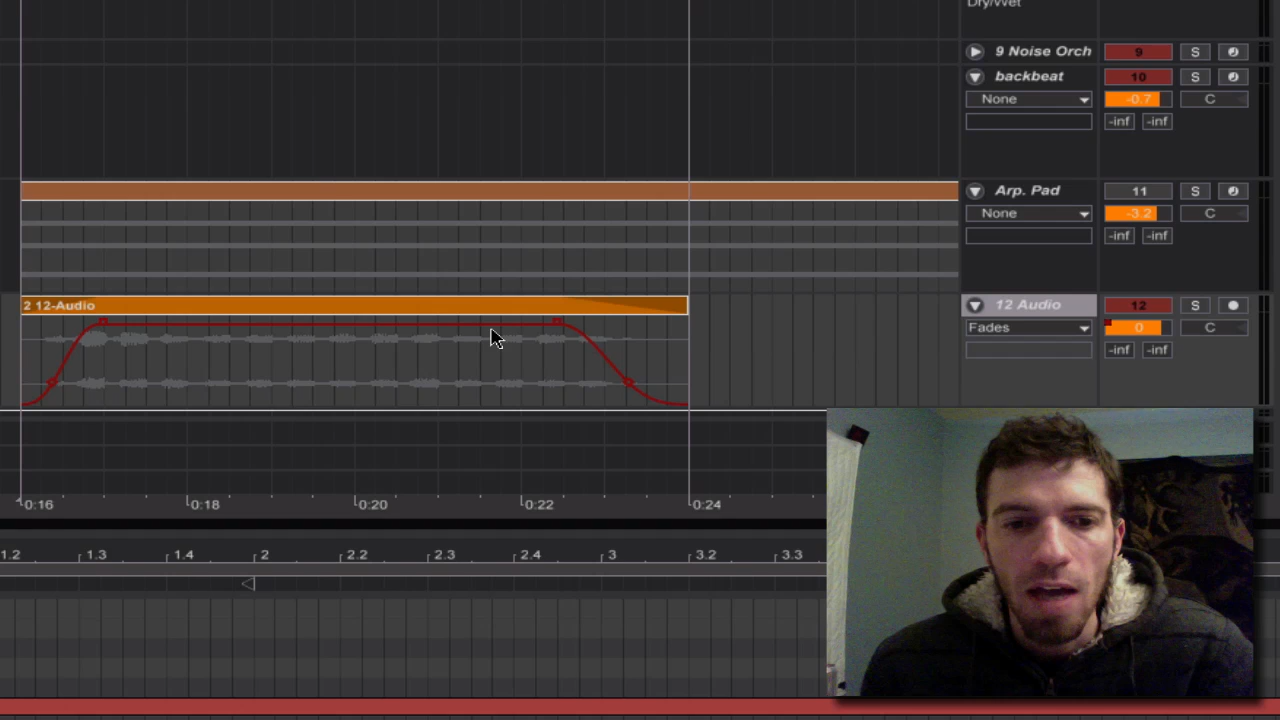 Dry/Wet
9 Noise Orch 9 S
backbeat 10 S
None -0.7 C
-inf -inf
Arp. Pad 11 S
None -3.2 C
-inf -inf
2 12-Audio
12 Audio 12 S
Fades 0 C
-inf -inf
0:16 0:18 0:20 0:22 0:24
1.2 1.3 1.4 2 2.2 2.3 2.4 3 3.2 3.3